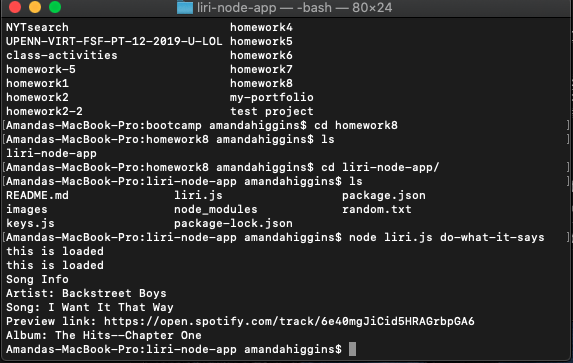 liri-node-app — -bash — 80×24
NYTsearch homework4
UPENN-VIRT-FSF-PT-12-2019-U-LOL homework5
class-activities homework6
homework-5 homework7
homework1 homework8
homework2 my-portfolio
homework2-2 test project
[Amandas-MacBook-Pro:bootcamp amandahiggins$ cd homework8 ]
[Amandas-MacBook-Pro:homework8 amandahiggins$ ls ]
liri-node-app
[Amandas-MacBook-Pro:homework8 amandahiggins$ cd liri-node-app/ ]
[Amandas-MacBook-Pro:liri-node-app amandahiggins$ ls ]
README.md liri.js package.json
images node_modules random.txt
keys.js package-lock.json
[Amandas-MacBook-Pro:liri-node-app amandahiggins$ node liri.js do-what-it-says ]
this is loaded
this is loaded
Song Info
Artist: Backstreet Boys
Song: I Want It That Way
Preview link: https://open.spotify.com/track/6e40mgJiCid5HRAGrbpGA6
Album: The Hits--Chapter One
Amandas-MacBook-Pro:liri-node-app amandahiggins$